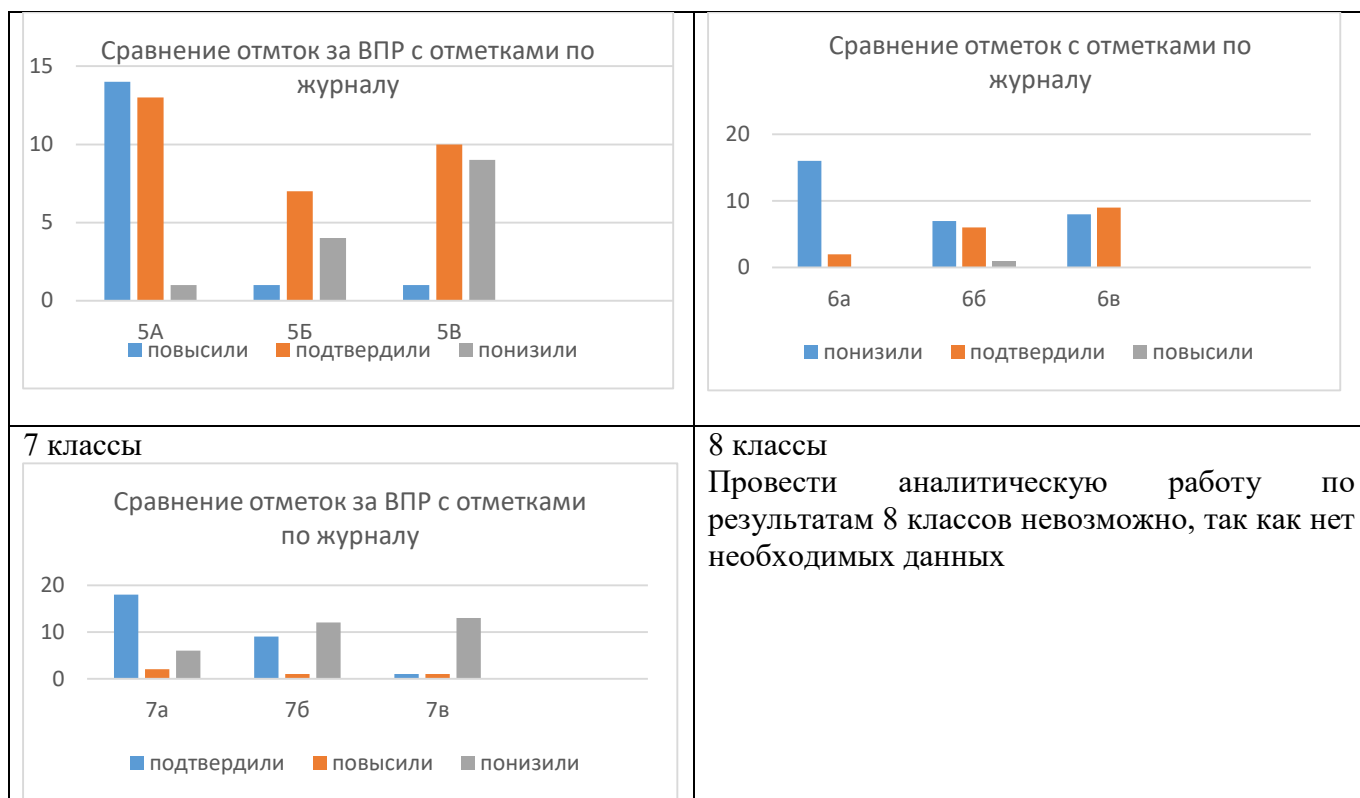 Сравнение отмток за ВПР с отметками по
журналу
15
10
5
0
5А 5Б 5В
повысили подтвердили понизили
Сравнение отметок с отметками по
журналу
20
10
0
6а 6б 6в
понизили подтвердили повысили
7 классы
Сравнение отметок за ВПР с отметками
по журналу
20
10
0
7а 7б 7в
подтвердили повысили понизили
8 классы
Провести аналитическую работу по
результатам 8 классов невозможно, так как нет
необходимых данных